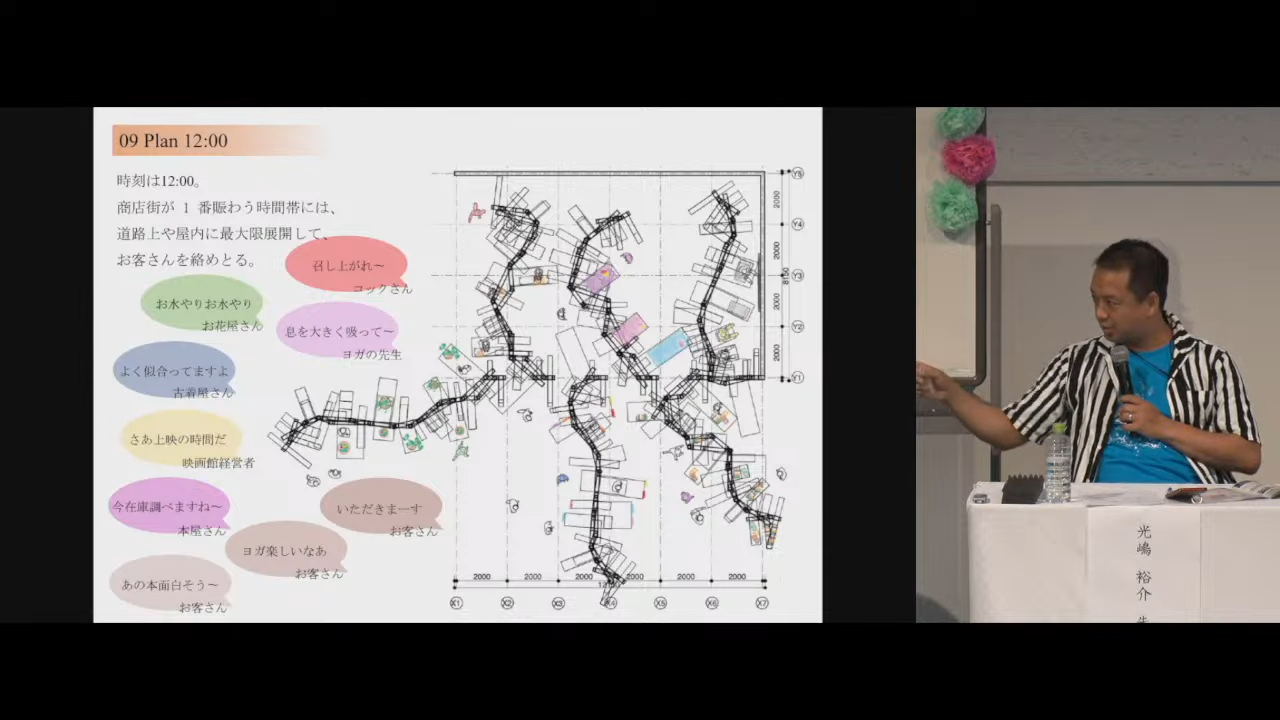 09 Plan 12:00
時刻は12:00。
商店街が 1 番賑わう時間帯には、
道路上や屋内に最大限展開して、
お客さんを絡めとる。
召し上がれ〜
コックさん
お水やりお水やり
お花屋さん
息を大きく吸って〜
ヨガの先生
よく似合ってますよ
古着屋さん
さあ上映の時間だ
映画館経営者
今在庫調べますね〜
本屋さん
いただきまーす
お客さん
ヨガ楽しいなあ
お客さん
あの本面白そう〜
お客さん
Y5
2000
Y4
2000
Y3
8100
2000
Y2
2000
Y1
2000 2000 2000 2000 2000 2000
X1 X2 X3 X4 X5 X6 X7
光嶋 裕介